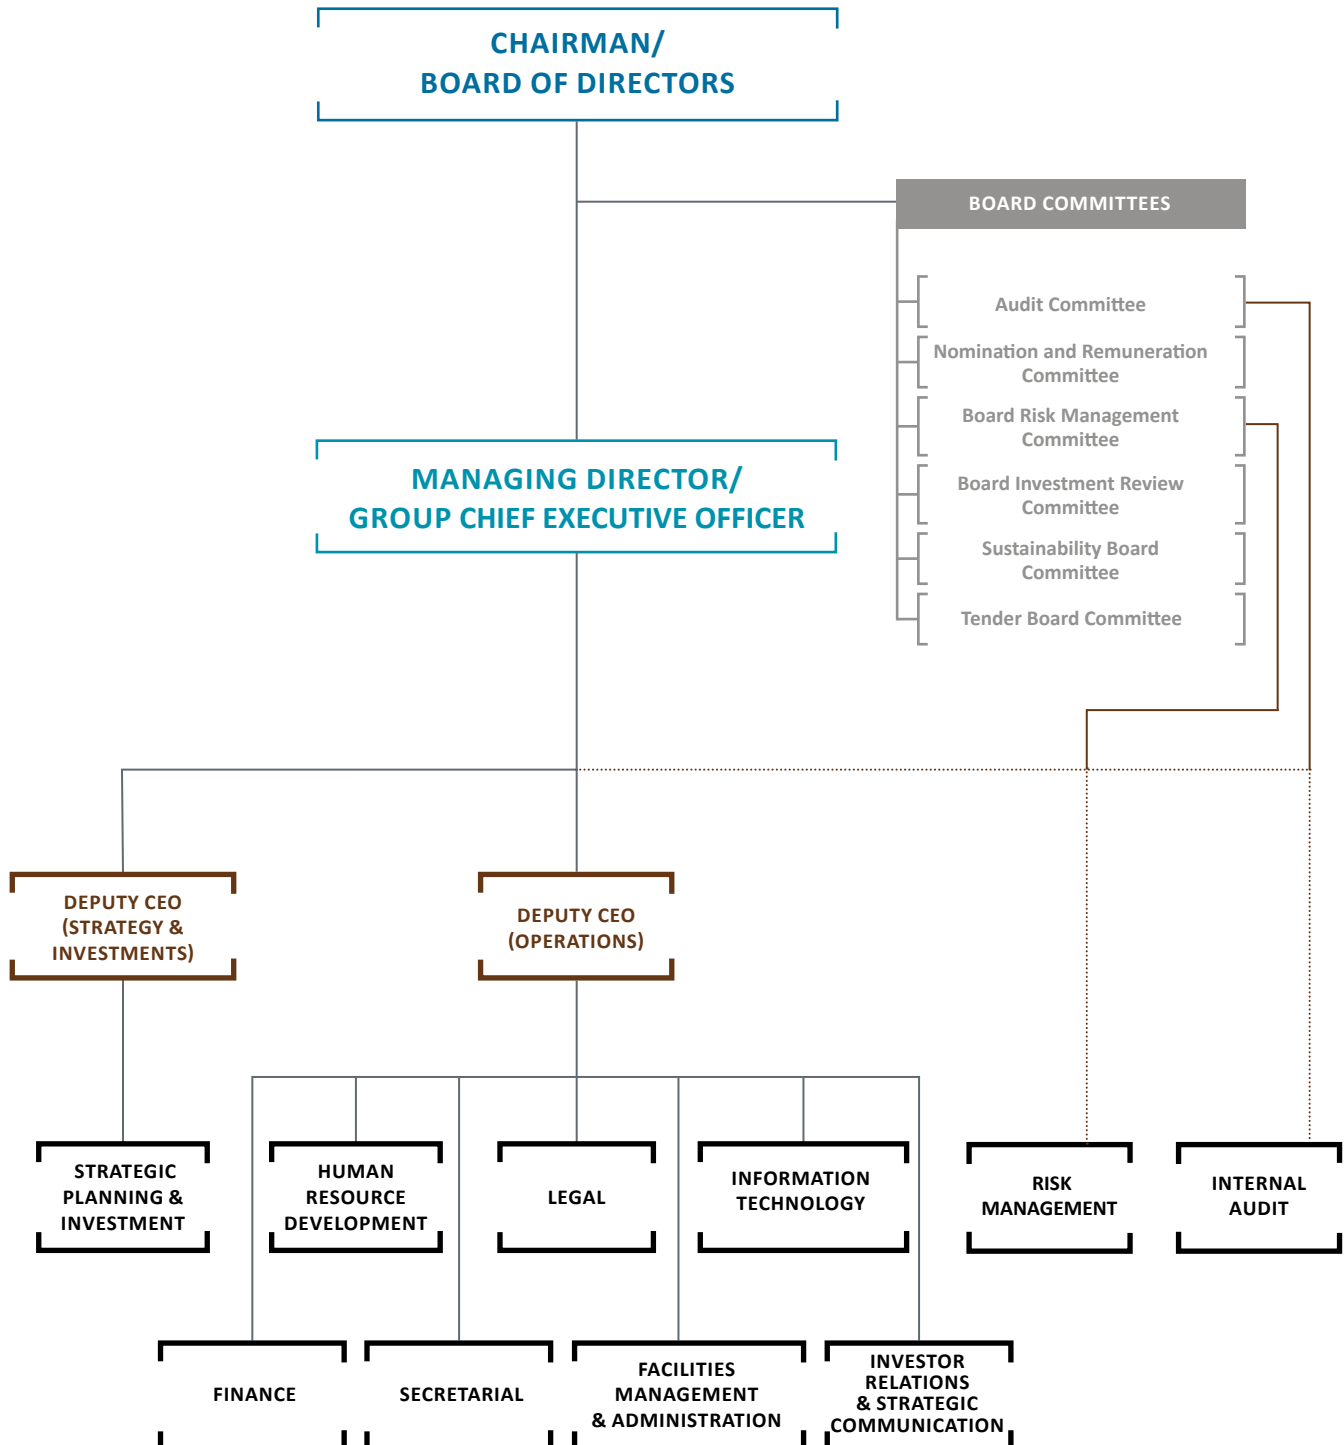 CHAIRMAN/
BOARD OF DIRECTORS
BOARD COMMITTEES
Audit Committee
Nomination and Remuneration
Committee
Board Risk Management
Committee
Board Investment Review
Committee
Sustainability Board
Committee
Tender Board Committee
MANAGING DIRECTOR/
GROUP CHIEF EXECUTIVE OFFICER
DEPUTY CEO
(STRATEGY &
INVESTMENTS)
DEPUTY CEO
(OPERATIONS)
STRATEGIC
PLANNING &
INVESTMENT
HUMAN
RESOURCE
DEVELOPMENT
LEGAL
INFORMATION
TECHNOLOGY
RISK
MANAGEMENT
INTERNAL
AUDIT
FINANCE
SECRETARIAL
FACILITIES
MANAGEMENT
& ADMINISTRATION
INVESTOR
RELATIONS
& STRATEGIC
COMMUNICATION